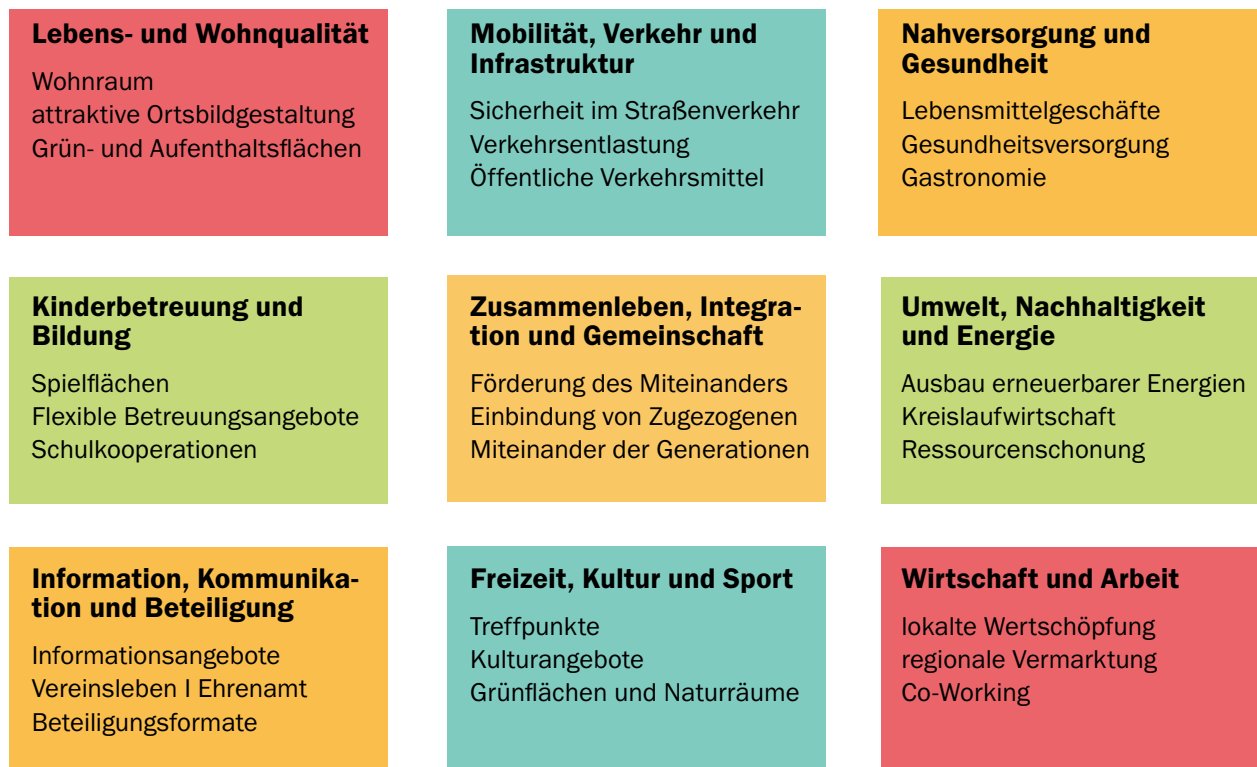 Lebens- und Wohnqualität
Wohnraum
attraktive Ortsbildgestaltung
Grün- und Aufenthaltsflächen
Mobilität, Verkehr und
Infrastruktur
Sicherheit im Straßenverkehr
Verkehrsentlastung
Öffentliche Verkehrsmittel
Nahversorgung und
Gesundheit
Lebensmittelgeschäfte
Gesundheitsversorgung
Gastronomie
Kinderbetreuung und
Bildung
Spielflächen
Flexible Betreuungsangebote
Schulkooperationen
Zusammenleben, Integra-
tion und Gemeinschaft
Förderung des Miteinanders
Einbindung von Zugezogenen
Miteinander der Generationen
Umwelt, Nachhaltigkeit
und Energie
Ausbau erneuerbarer Energien
Kreislaufwirtschaft
Ressourcenschonung
Information, Kommunika-
tion und Beteiligung
Informationsangebote
Vereinsleben I Ehrenamt
Beteiligungsformate
Freizeit, Kultur und Sport
Treffpunkte
Kulturangebote
Grünflächen und Naturräume
Wirtschaft und Arbeit
lokalte Wertschöpfung
regionale Vermarktung
Co-Working